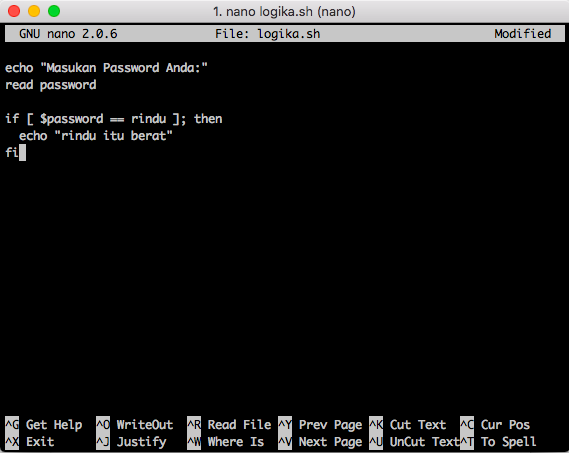 1. nano logika.sh (nano)
GNU nano 2.0.6 File: logika.sh Modified
echo "Masukan Password Anda:"
read password
if [ $password == rindu ]; then
echo "rindu itu berat"
fi
^G Get Help ^O WriteOut ^R Read File ^Y Prev Page ^K Cut Text ^C Cur Pos
^X Exit ^J Justify ^W Where Is ^V Next Page ^U UnCut Text ^T To Spell